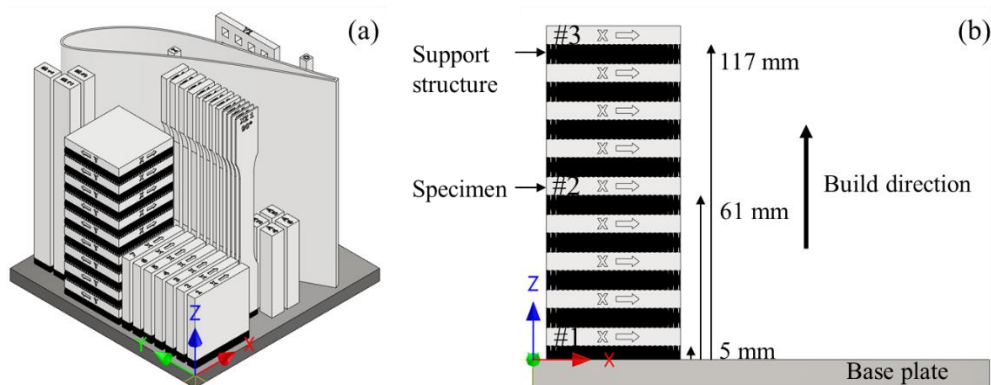 (a)
Z
Y
X
Support
structure
Specimen
#3
X
X
X
X
#2
X
X
X
X
#1
X
Z
X
117 mm
61 mm
5 mm
Build direction
Base plate
(b)